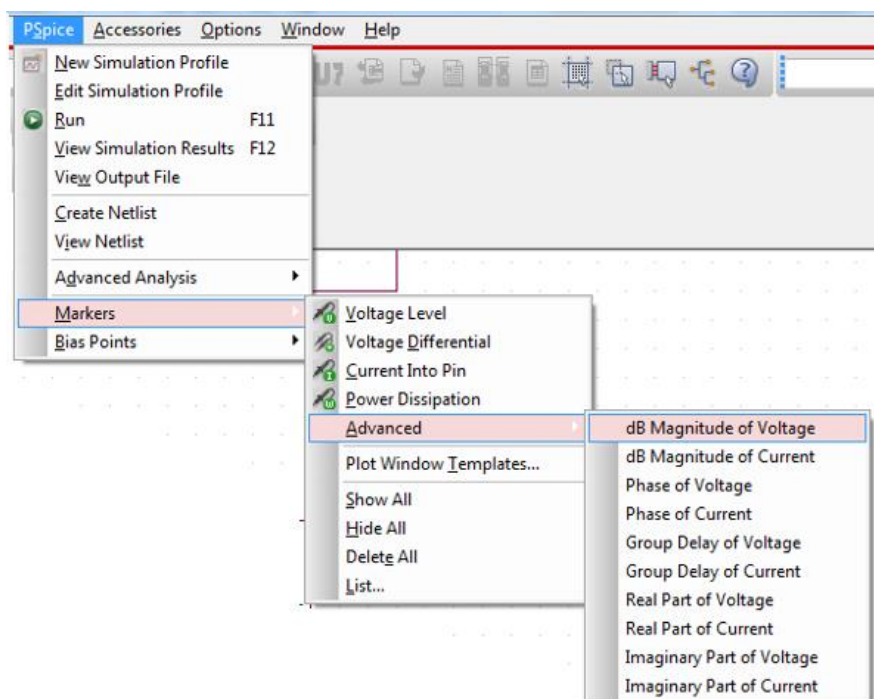 PSpice Accessories Options Window Help
New Simulation Profile
Edit Simulation Profile
Run F11
View Simulation Results F12
View Output File
Create Netlist
View Netlist
Advanced Analysis
Markers
Bias Points
Voltage Level
Voltage Differential
Current Into Pin
Power Dissipation
Advanced
Plot Window Templates...
Show All
Hide All
Delete All
List...
dB Magnitude of Voltage
dB Magnitude of Current
Phase of Voltage
Phase of Current
Group Delay of Voltage
Group Delay of Current
Real Part of Voltage
Real Part of Current
Imaginary Part of Voltage
Imaginary Part of Current